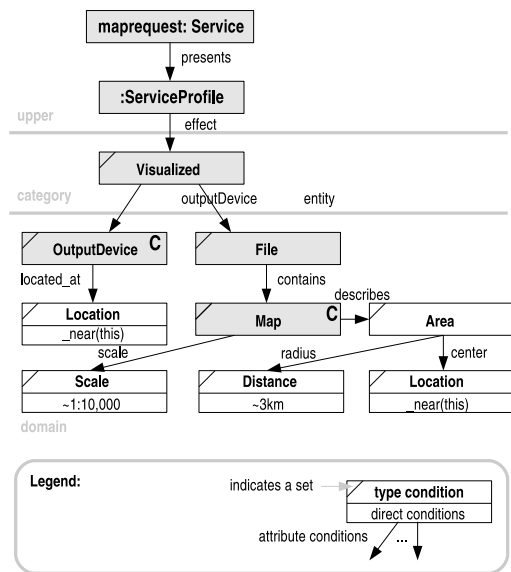 maprequest: Service
presents
:ServiceProfile
upper
effect
Visualized
category
outputDevice
entity
OutputDevice
C
File
located_at
contains
describes
Location
_near(this)
Map
C
Area
scale
radius
center
Scale
~1:10,000
Distance
~3km
Location
_near(this)
domain
Legend:
indicates a set
type condition
direct conditions
attribute conditions
...